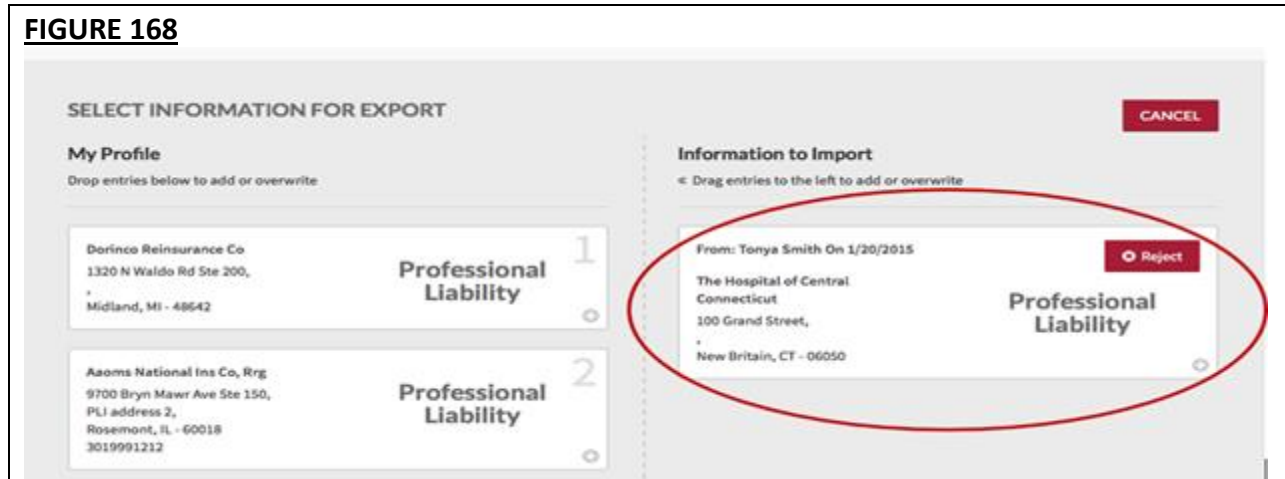 FIGURE 168
SELECT INFORMATION FOR EXPORT
CANCEL
My Profile
Drop entries below to add or overwrite
Information to Import
< Drag entries to the left to add or overwrite
Dorinco Reinsurance Co
1320 N Waldo Rd Ste 200,
,
Midland, MI - 48642
Professional
Liability
1
Aaoms National Ins Co, Rrg
9700 Bryn Mawr Ave Ste 150,
PLI address 2,
Rosemont, IL - 60018
3019991212
Professional
Liability
2
From: Tonya Smith On 1/20/2015
Reject
The Hospital of Central
Connecticut
100 Grand Street,
,
New Britain, CT - 06050
Professional
Liability